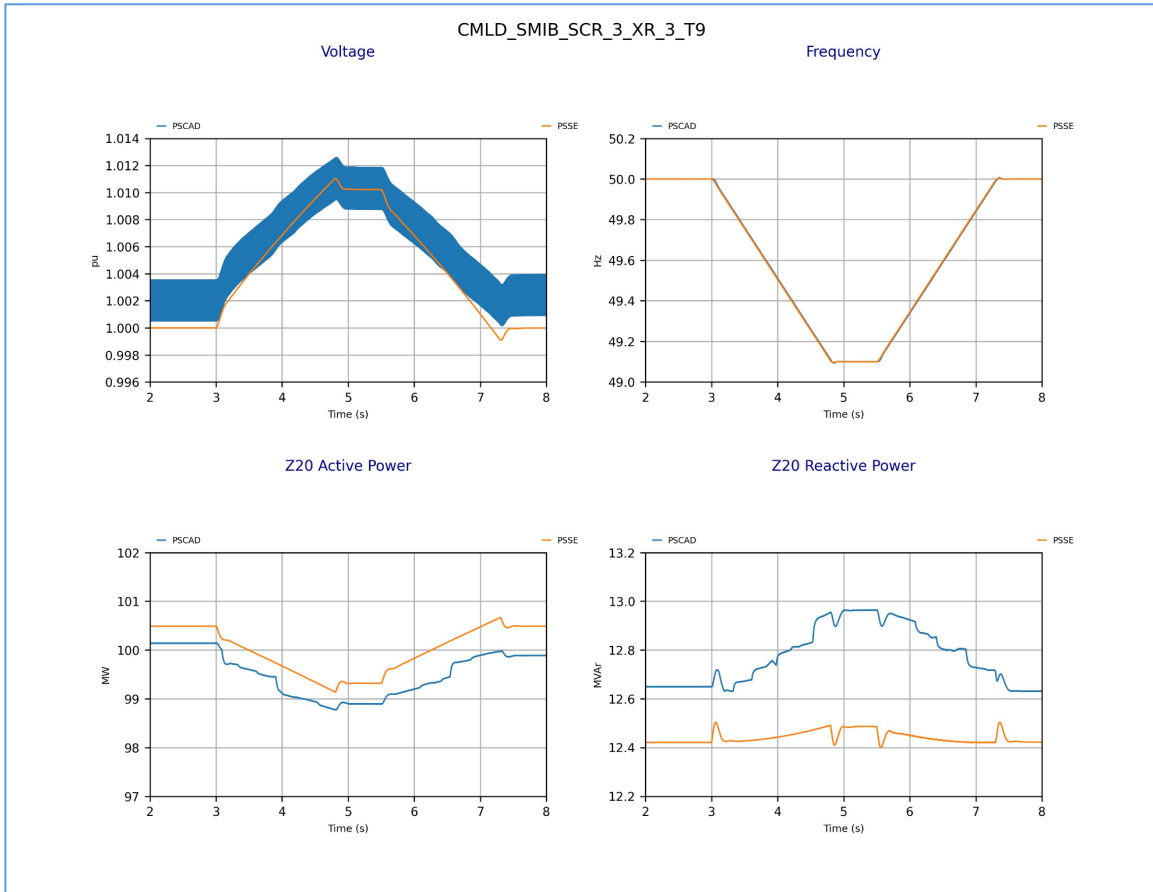 CMLD_SMIB_SCR_3_XR_3_T9
Voltage
PSCAD
PSSE
1.014
1.012
1.010
1.008
1.006
1.004
1.002
1.000
0.998
0.996
pu
2 3 4 5 6 7 8
Time (s)
Frequency
PSCAD
PSSE
50.2
50.0
49.8
49.6
49.4
49.2
49.0
Hz
2 3 4 5 6 7 8
Time (s)
Z20 Active Power
PSCAD
PSSE
102
101
100
99
98
97
MW
2 3 4 5 6 7 8
Time (s)
Z20 Reactive Power
PSCAD
PSSE
13.2
13.0
12.8
12.6
12.4
12.2
MVAr
2 3 4 5 6 7 8
Time (s)